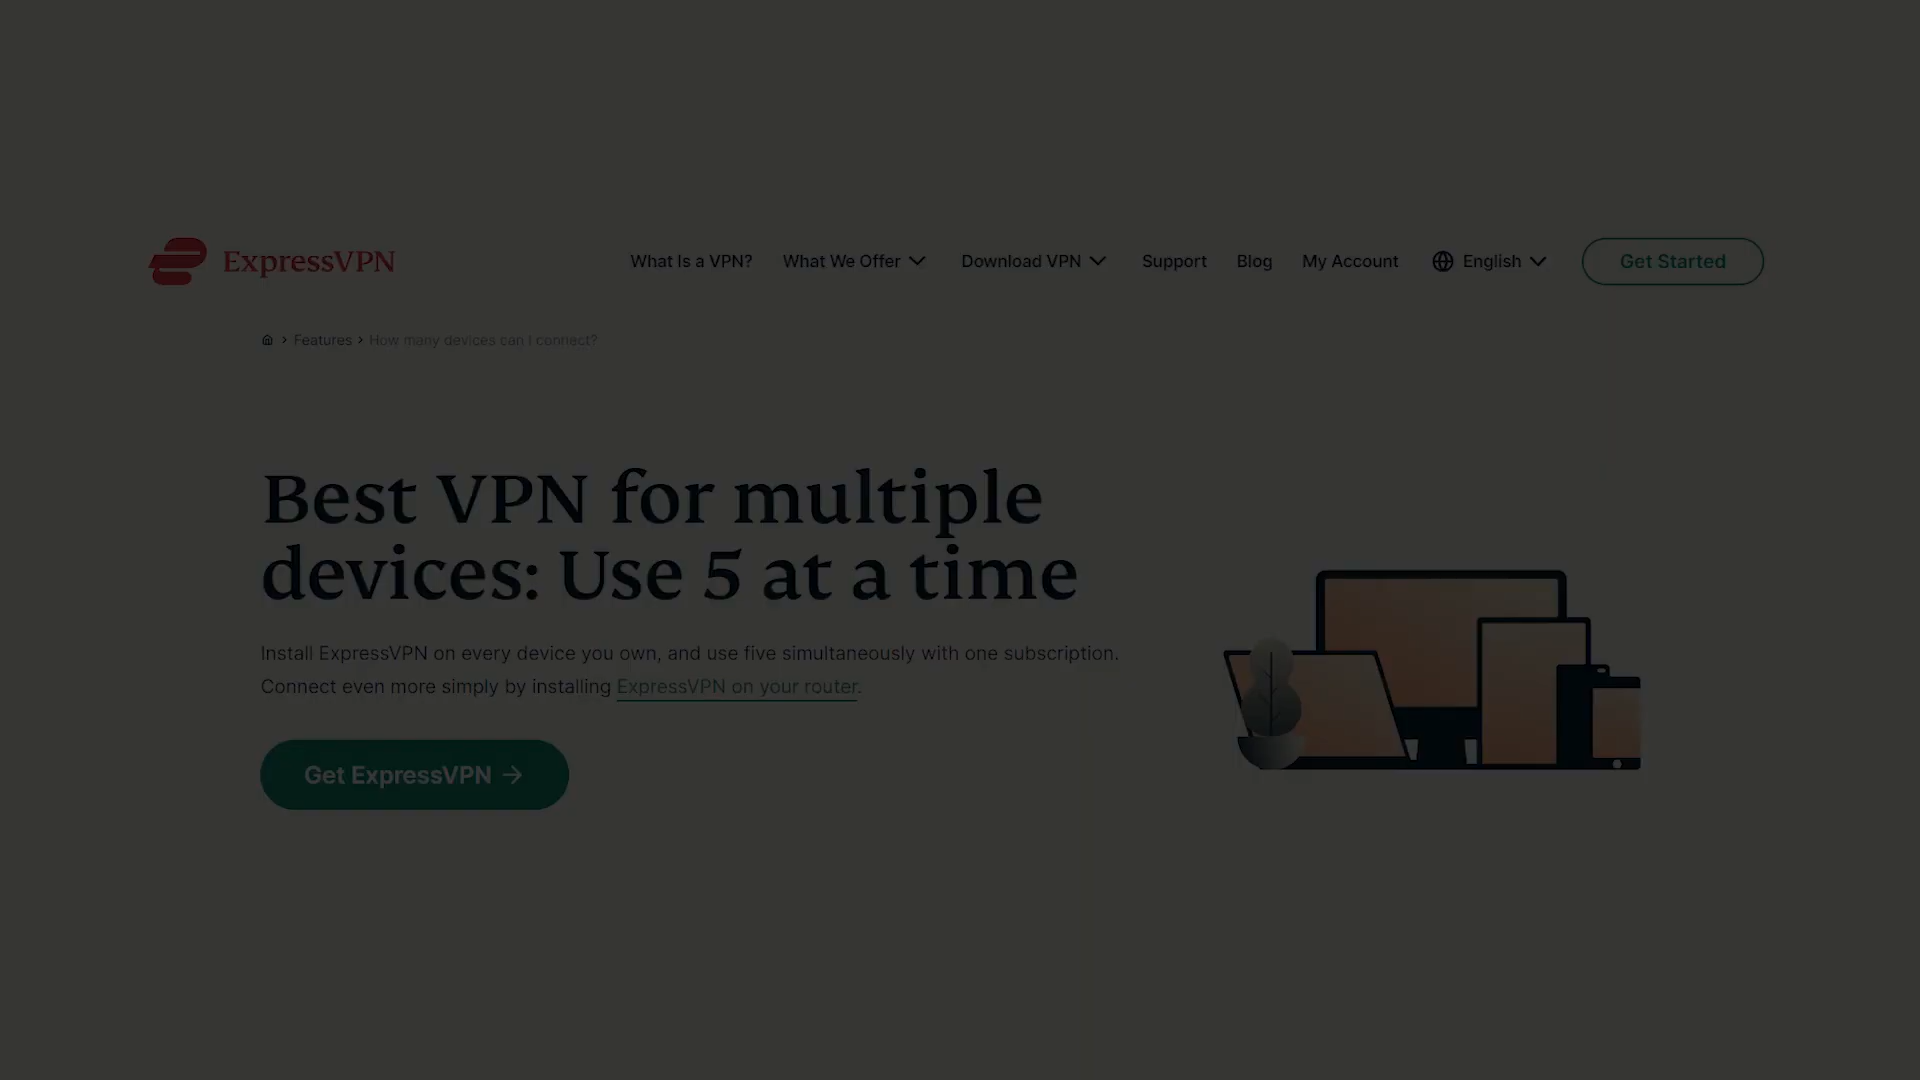 ExpressVPN
What Is a VPN? What We Offer Download VPN Support Blog My Account English Get Started
Features > How many devices can I connect?
Best VPN for multiple
devices: Use 5 at a time
Install ExpressVPN on every device you own, and use five simultaneously with one subscription.
Connect even more simply by installing ExpressVPN on your router.
Get ExpressVPN →